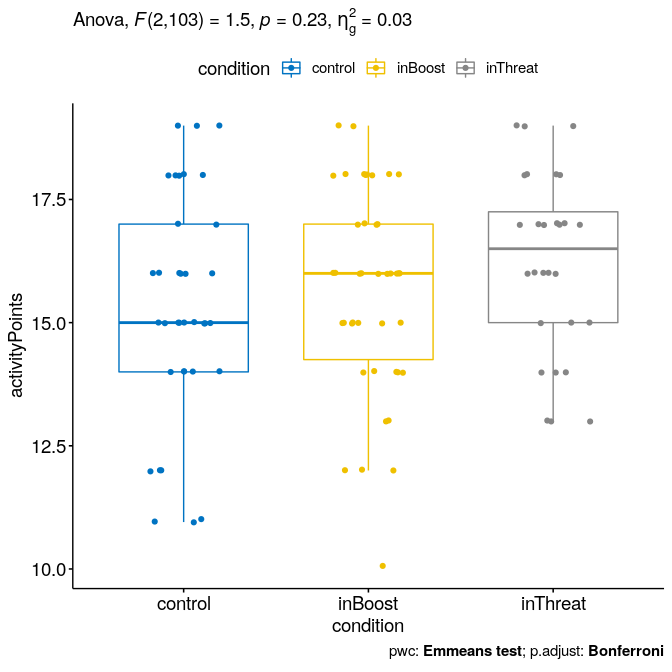 Anova, F(2,103) = 1.5, p = 0.23, η²g = 0.03
condition control inBoost inThreat
17.5
15.0
12.5
10.0
activityPoints
control inBoost inThreat
condition
pwc: Emmeans test; p.adjust: Bonferroni